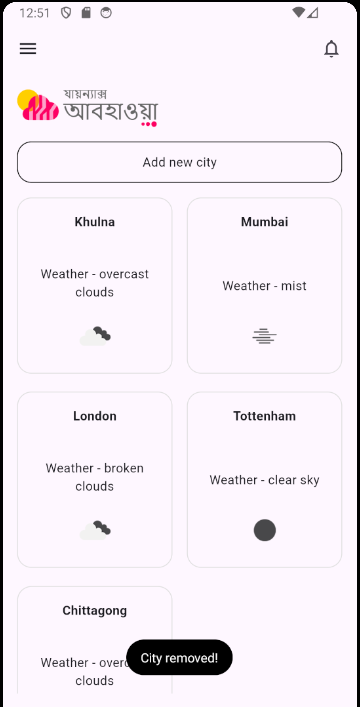 12:51
যায়ন্যাক্স
আবহাওয়া
Add new city
Khulna
Mumbai
Weather - overcast
clouds
Weather - mist
London
Tottenham
Weather - broken
clouds
Weather - clear sky
Chittagong
Weather - overc
clouds
City removed!